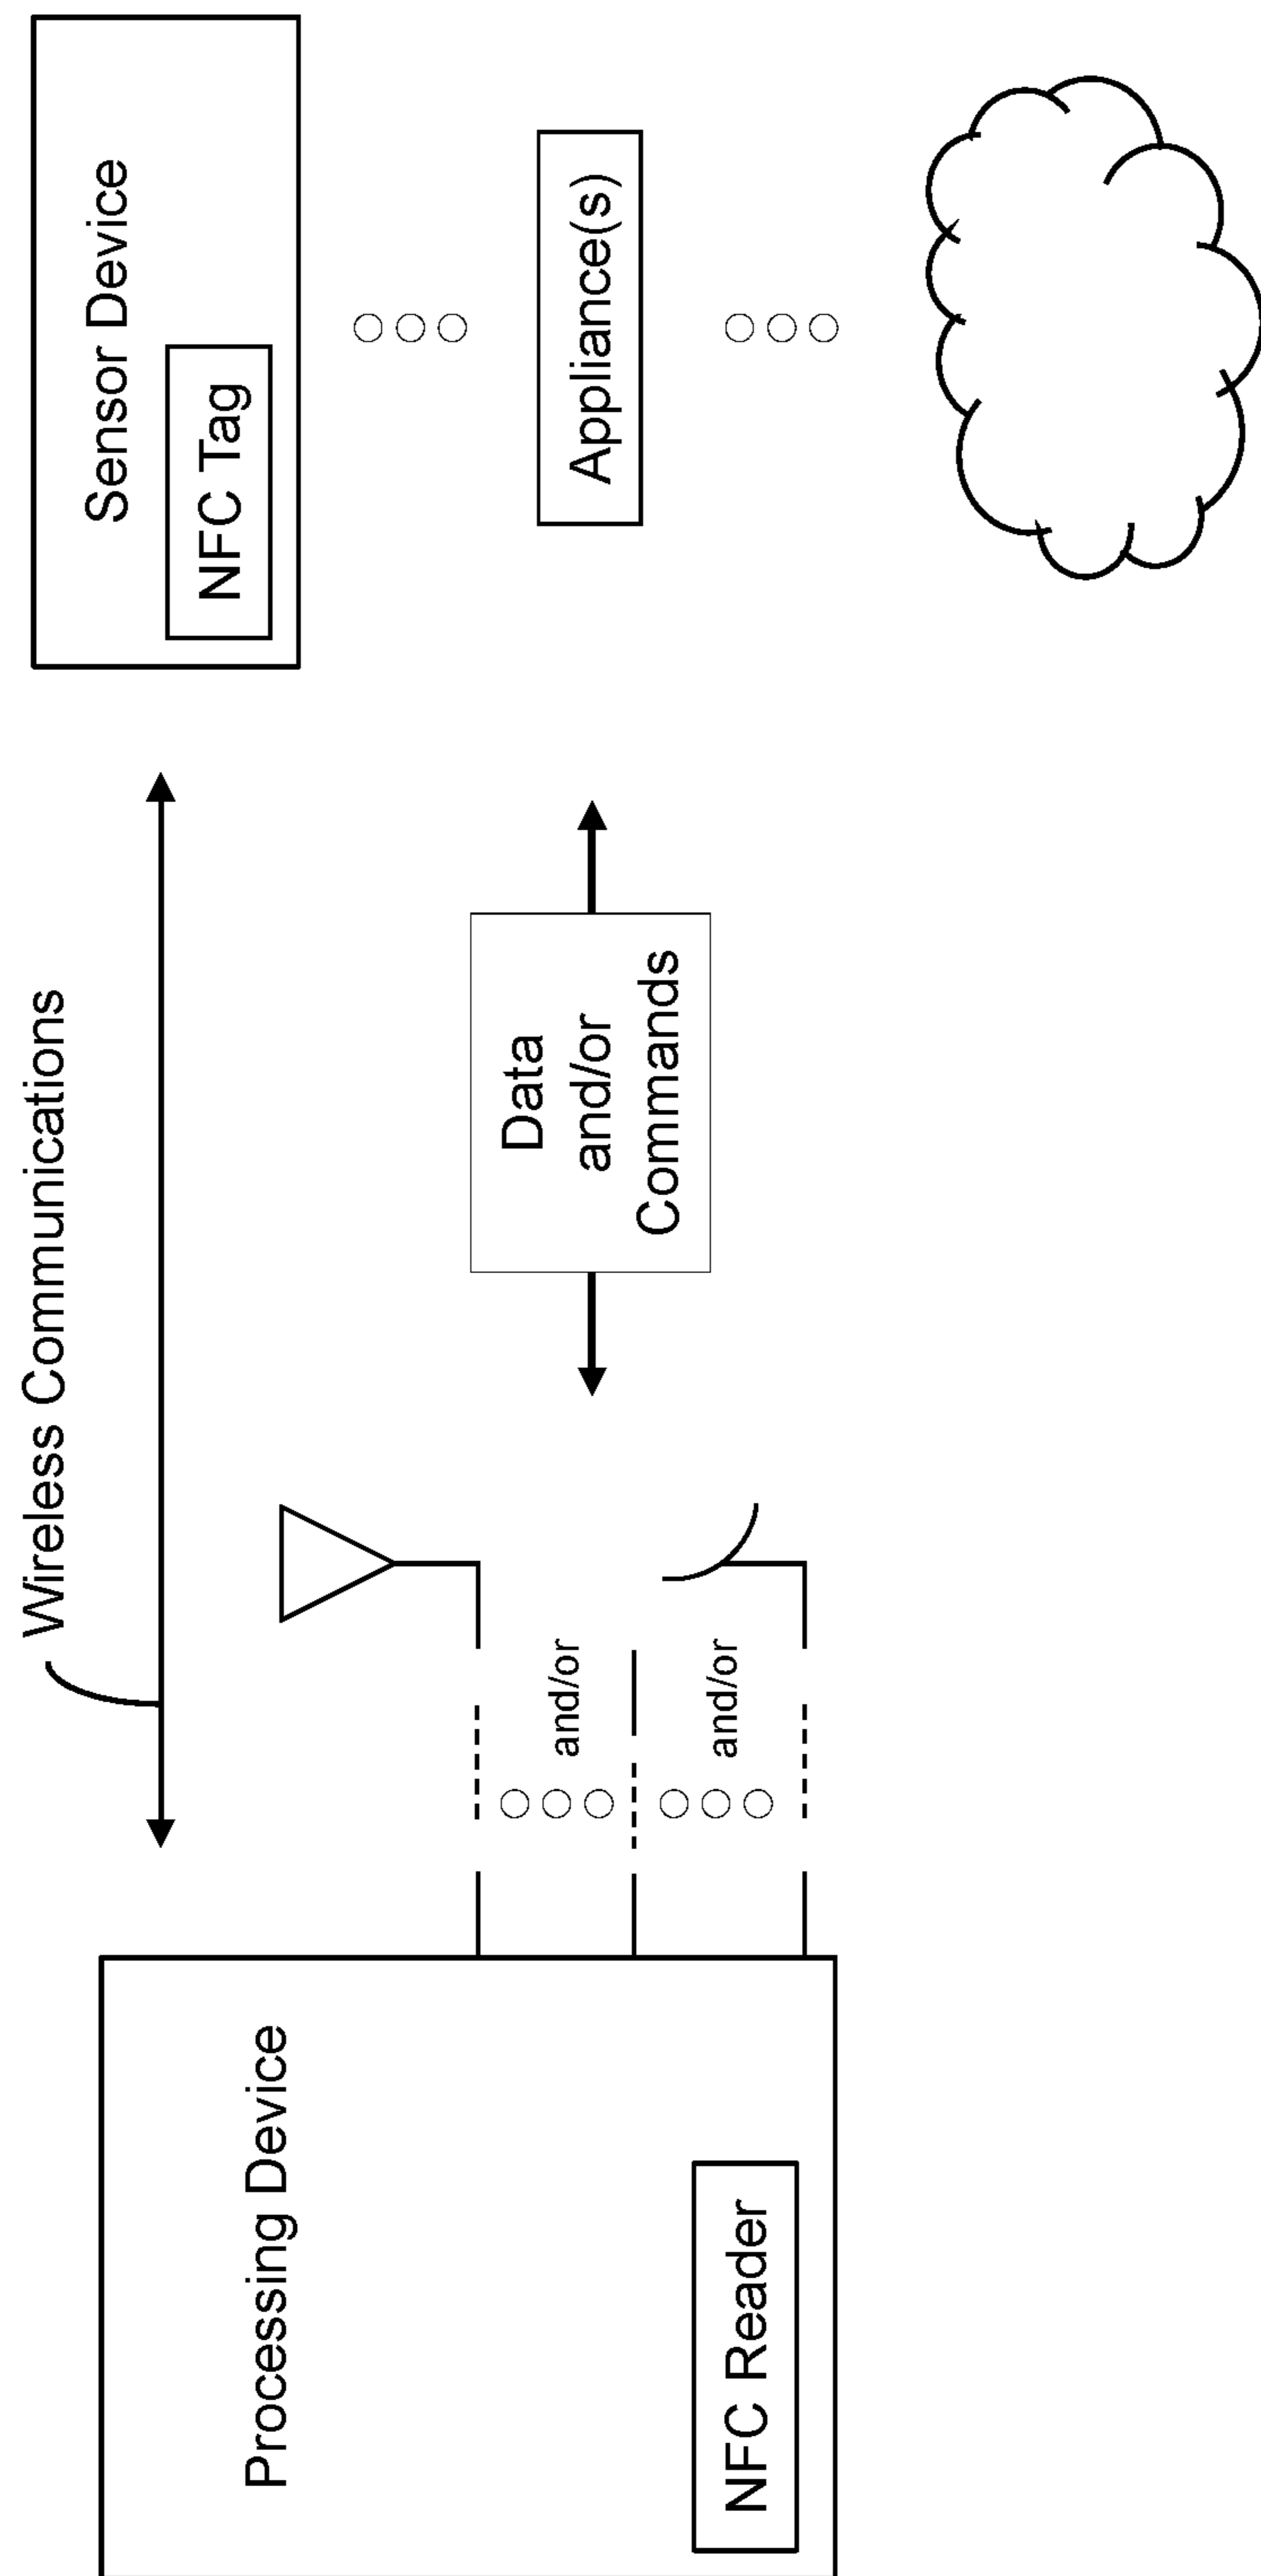 Wireless Communications
Processing Device
NFC Reader
and/or
and/or
Data
and/or
Commands
Sensor Device
NFC Tag
Appliance(s)